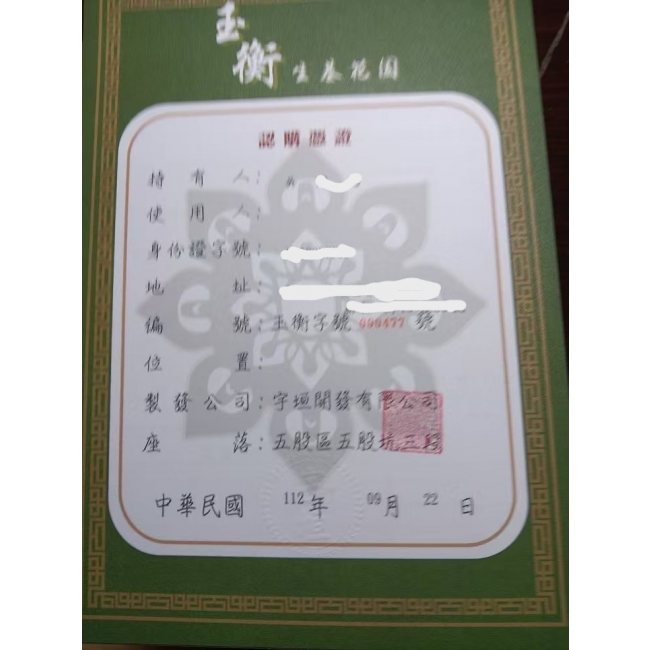 玉衡 生基花園
認購憑證
持有人：
使用人：
身份證字號：
地址：
編號：玉衡字號 099477 號
位置：
製發公司：宇垣開發有限公司
座落：五股區五股坑三段
中華民國 112年 09月 22日